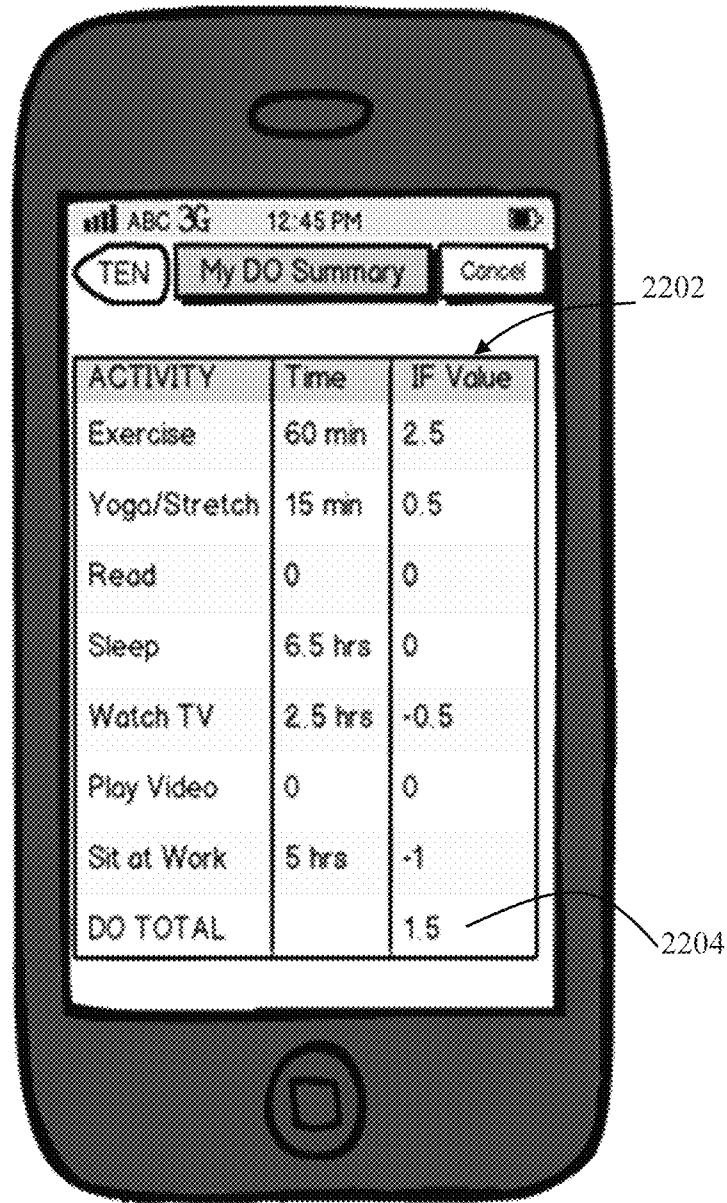 ABC 3G 12:45 PM
TEN My DO Summary Cancel
2202
ACTIVITY Time IF Value
Exercise 60 min 2.5
Yoga/Stretch 15 min 0.5
Read 0 0
Sleep 6.5 hrs 0
Watch TV 2.5 hrs -0.5
Play Video 0 0
Sit at Work 5 hrs -1
DO TOTAL 1.5
2204